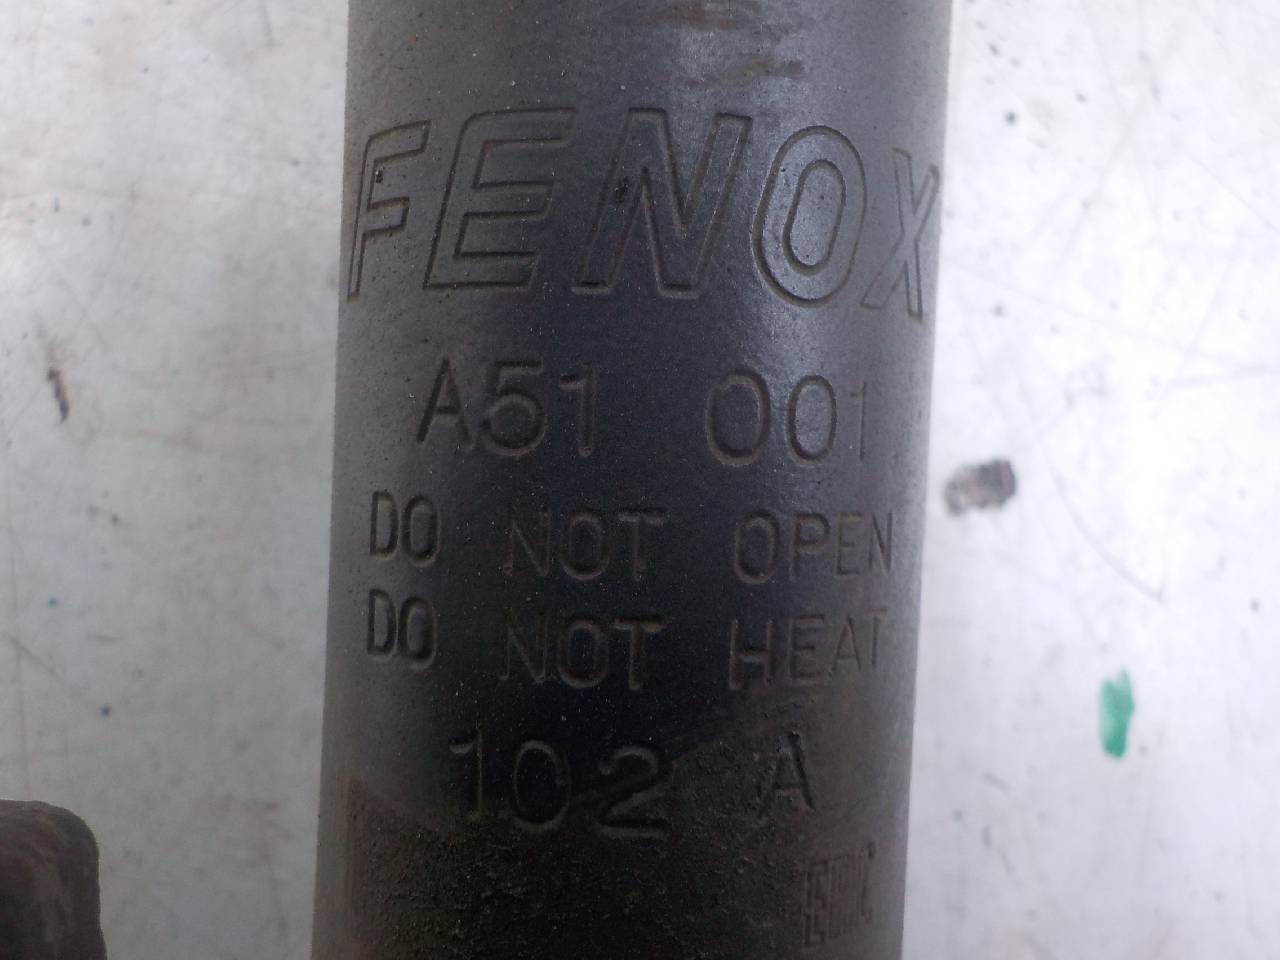 FENOX
A51 001
DO NOT OPEN
DO NOT HEAT
102 A